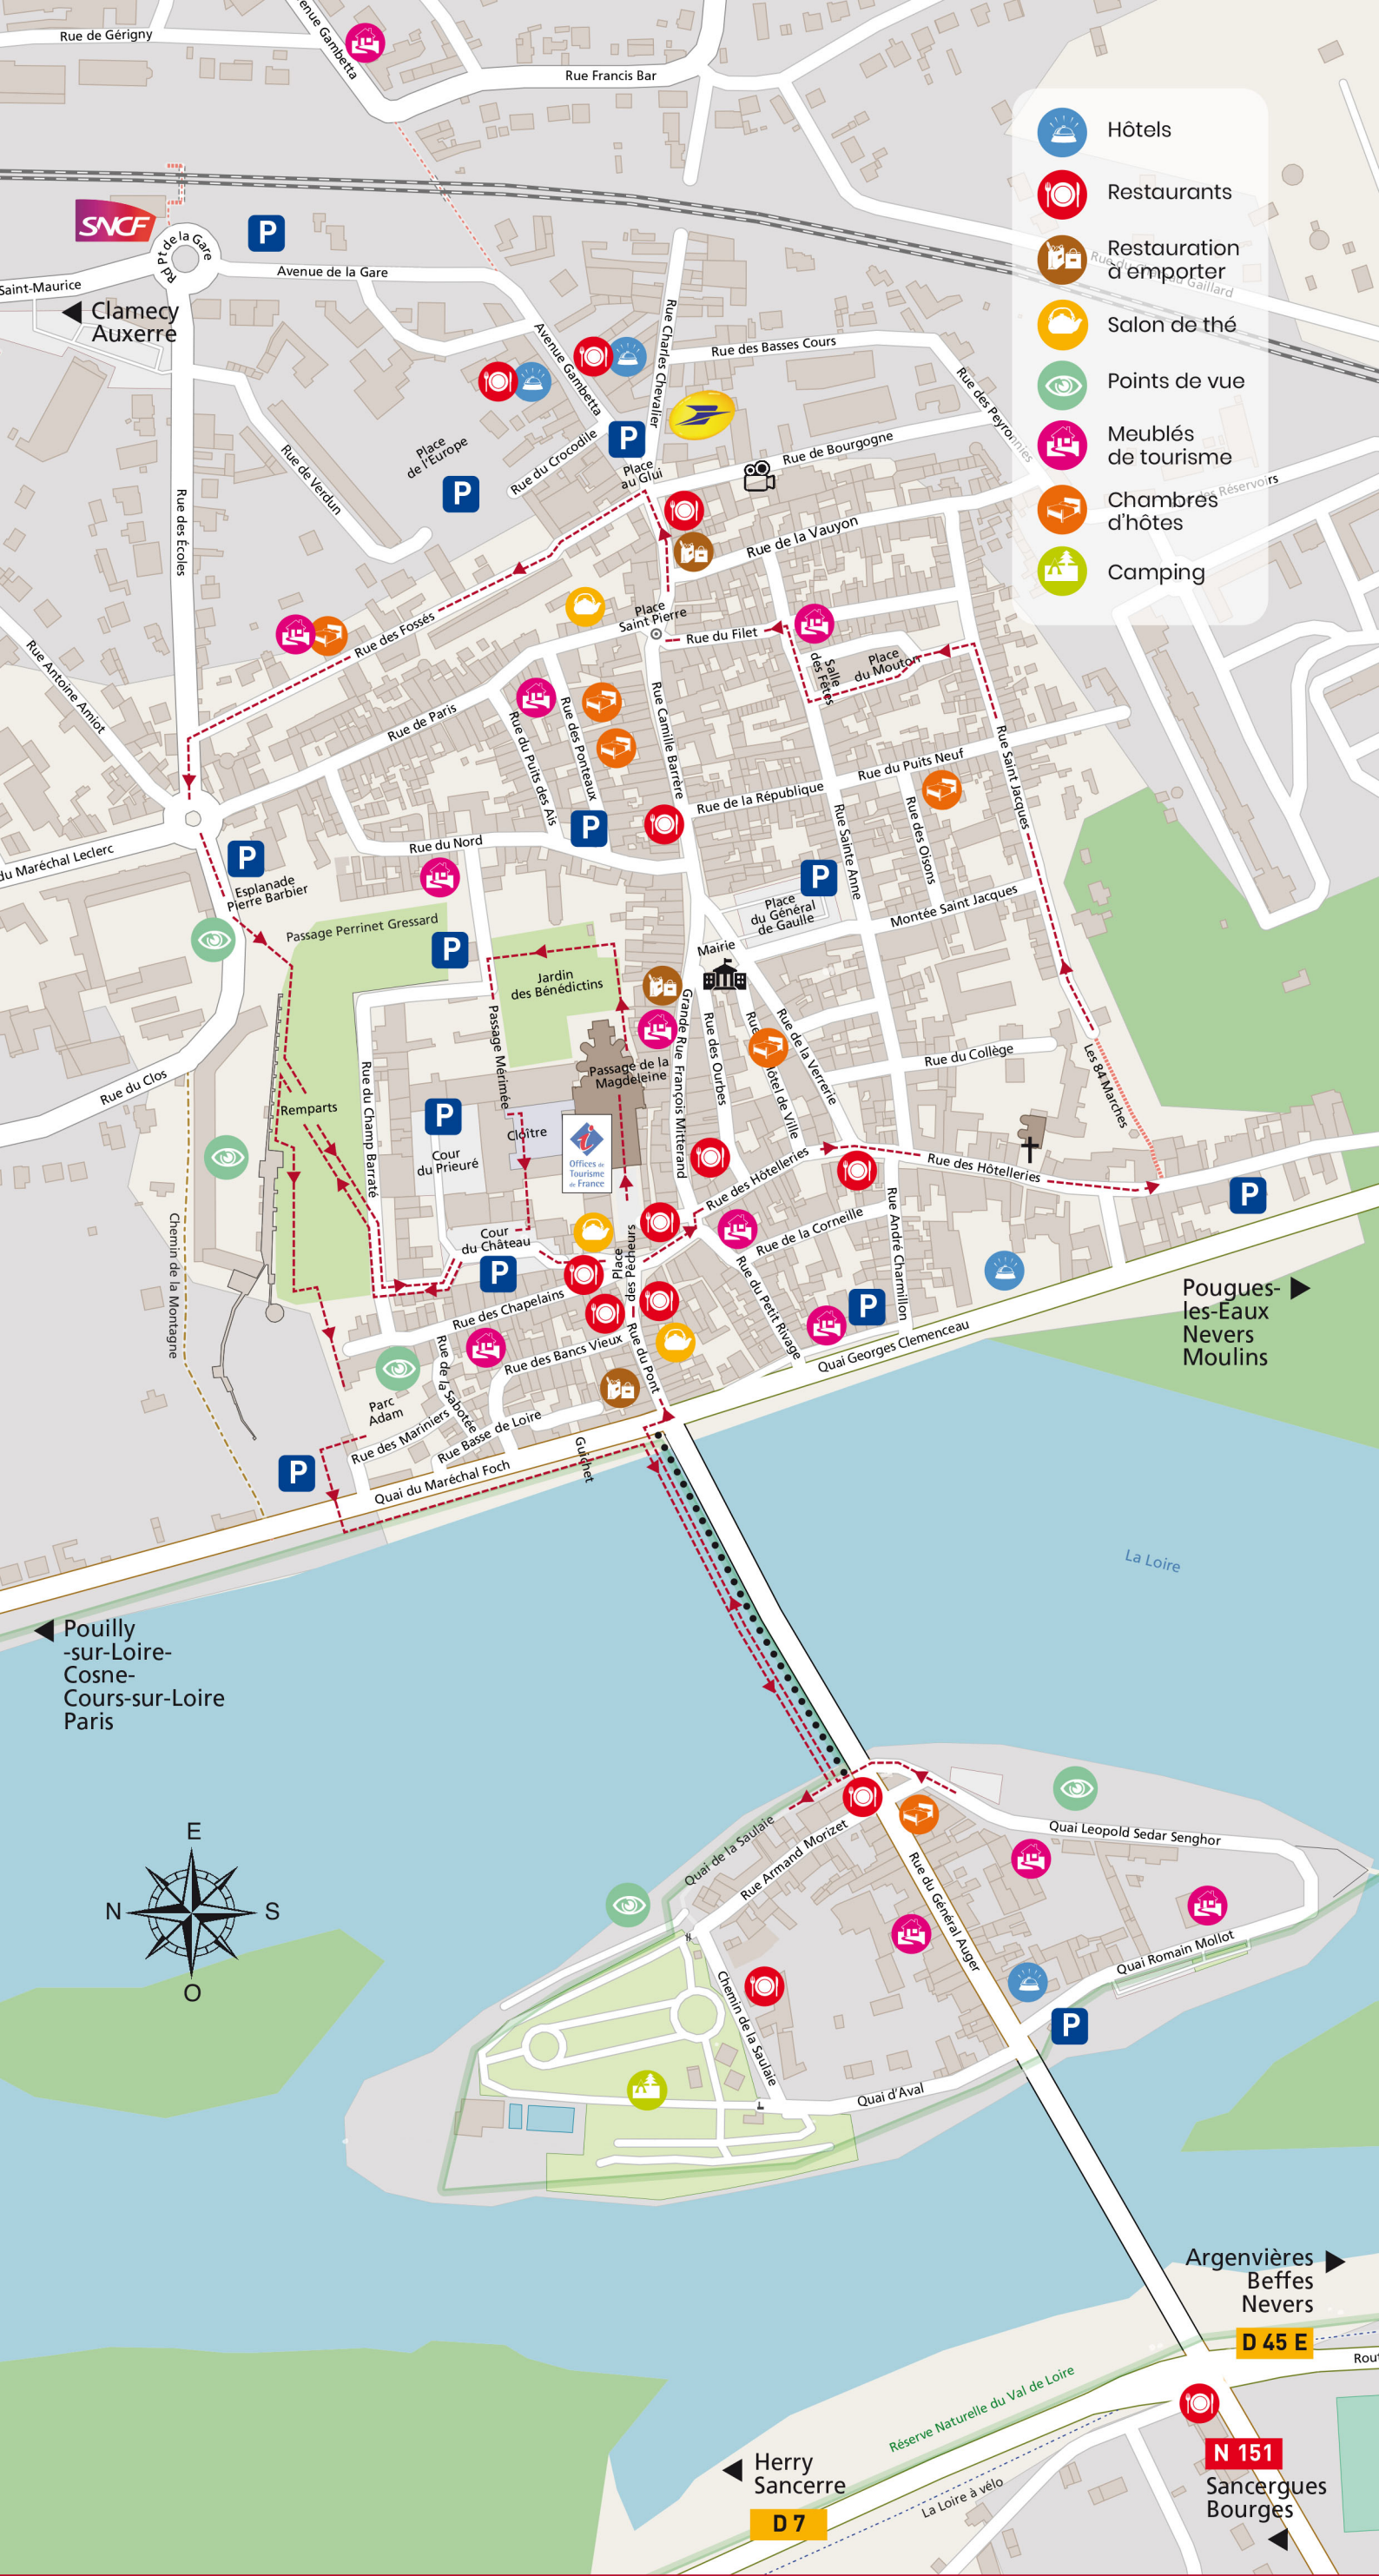 Rue de Gérigny
enue Gambetta
Rue Francis Bar
Hôtels
Restaurants
Restauration
à emporter
Salon de thé
Points de vue
Meublés
de tourisme
Chambres
d'hôtes
Camping
SNCF
P
Rd Pt de la Gare
Avenue de la Gare
Saint-Maurice
Clamecy
Auxerre
Rue du Château Gaillard
Rue Charles Chevalier
Rue des Basses Cours
Avenue Gambetta
Rue des Peyronnies
P
Place
de l'Europe
Rue du Crocodile
Rue de Bourgogne
Place
au Glui
Rue de Verdun
P
Rue des Écoles
des Réservoirs
Rue de la Vauyon
Rue des Fossés
Place
Saint Pierre
Rue du Filet
Salle
des Fêtes
Place
du Mouton
Rue Antoine Amiot
Rue de Paris
Rue du Puits des Ais
Rue des Ponteaux
Rue Camille Barrère
Rue Saint Jacques
Rue du Puits Neuf
Rue de la République
P
Rue du Nord
Rue Sainte Anne
Rue des Oisons
du Maréchal Leclerc
P
Esplanade
Pierre Barbier
P
Place
du Général
de Gaulle
Montée Saint Jacques
Passage Perrinet Gressard
P
Mairie
Jardin
des Bénédictins
Passage Mérimée
Grande Rue François Mitterand
Rue des Ourbes
Rue
Hôtel de Ville
Rue de la Verrerie
Rue du Collège
Les 84 Marches
Passage de la
Magdeleine
Rue du Clos
Remparts
Rue du Champ Barraté
P
Cour
du Prieuré
Cloître
i
Offices de
Tourisme
de France
Rue des Hôtelleries
Rue des Hôtelleries
P
Chemin de la Montagne
Cour
du Château
P
Place
des Pêcheurs
Rue de la Corneille
Rue André Charmillon
Rue du Petit Rivage
P
Quai Georges Clemenceau
Pougues-
les-Eaux
Nevers
Moulins
Rue des Chapelains
Rue des Bancs Vieux
Rue du Pont
Rue de la Sabotée
Parc
Adam
Rue des Mariniers
Rue Basse de Loire
Guichet
P
Quai du Maréchal Foch
La Loire
Pouilly
-sur-Loire-
Cosne-
Cours-sur-Loire
Paris
E
N
S
O
Quai de la Saulaie
Rue Armand Morizet
Quai Leopold Sedar Senghor
Rue du Général Auger
Quai Romain Mollot
Chemin de la Saulaie
P
Quai d'Aval
Argenvières
Beffes
Nevers
D 45 E
Rout
Réserve Naturelle du Val de Loire
Herry
Sancerre
D 7
La Loire à vélo
N 151
Sancergues
Bourges